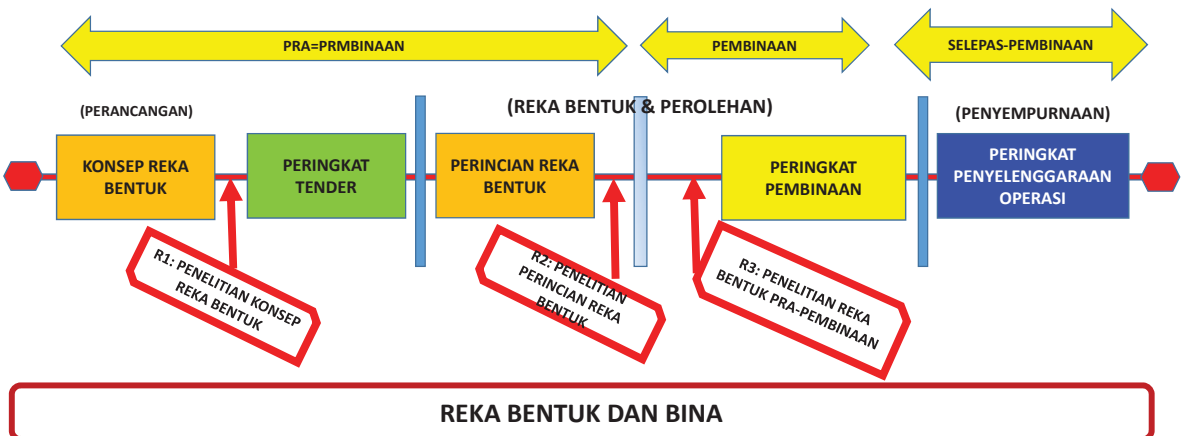 PRA=PRMBINAAN
PEMBINAAN
SELEPAS-PEMBINAAN
(PERANCANGAN)
(REKA BENTUK & PEROLEHAN)
(PENYEMPURNAAN)
KONSEP REKA
BENTUK
PERINGKAT
TENDER
PERINCIAN REKA
BENTUK
PERINGKAT
PEMBINAAN
PERINGKAT
PENYELENGGARAAN
OPERASI
R1: PENELITIAN KONSEP
REKA BENTUK
R2: PENELITIAN
PERINCIAN REKA
BENTUK
R3: PENELITIAN REKA
BENTUK PRA-PEMBINAAN
REKA BENTUK DAN BINA